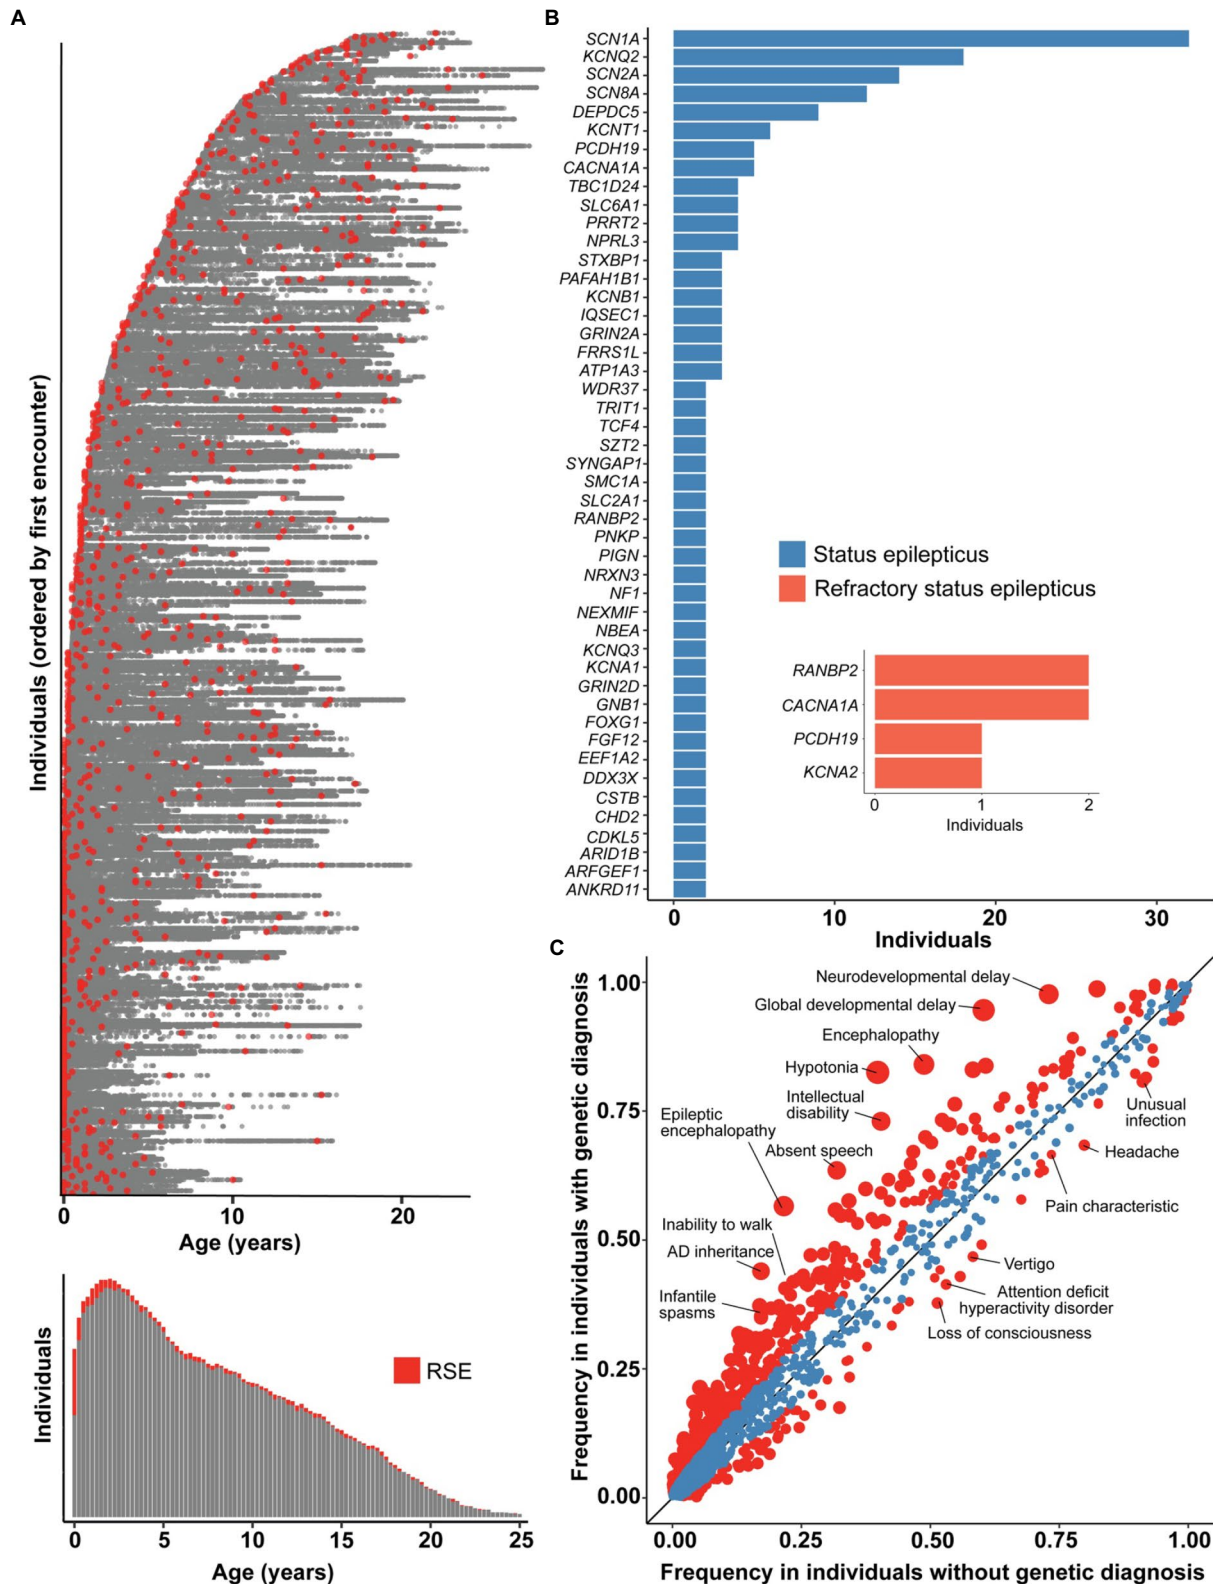 A
Individuals (ordered by first encounter)
0
10
20
Age (years)
Individuals
RSE
0
5
10
15
20
25
Age (years)
B
SCN1A
KCNQ2
SCN2A
SCN8A
DEPDC5
KCNT1
PCDH19
CACNA1A
TBC1D24
SLC6A1
PRRT2
NPRL3
STXBP1
PAFAH1B1
KCNB1
IQSEC1
GRIN2A
FRRS1L
ATP1A3
WDR37
TRIT1
TCF4
SZT2
SYNGAP1
SMC1A
SLC2A1
RANBP2
PNKP
PIGN
NRXN3
NF1
NEXMIF
NBEA
KCNQ3
KCNA1
GRIN2D
GNB1
FOXG1
FGF12
EEF1A2
DDX3X
CSTB
CHD2
CDKL5
ARID1B
ARFGEF1
ANKRD11
0
10
20
30
Individuals
Status epilepticus
Refractory status epilepticus
RANBP2
CACNA1A
PCDH19
KCNA2
0
1
2
Individuals
C
Frequency in individuals with genetic diagnosis
1.00
0.75
0.50
0.25
0.00
Neurodevelopmental delay
Global developmental delay
Encephalopathy
Hypotonia
Intellectual
disability
Epileptic
encephalopathy
Absent speech
Inability to walk
AD inheritance
Infantile
spasms
Unusual
infection
Headache
Pain characteristic
Vertigo
Attention deficit
hyperactivity disorder
Loss of consciousness
0.00
0.25
0.50
0.75
1.00
Frequency in individuals without genetic diagnosis